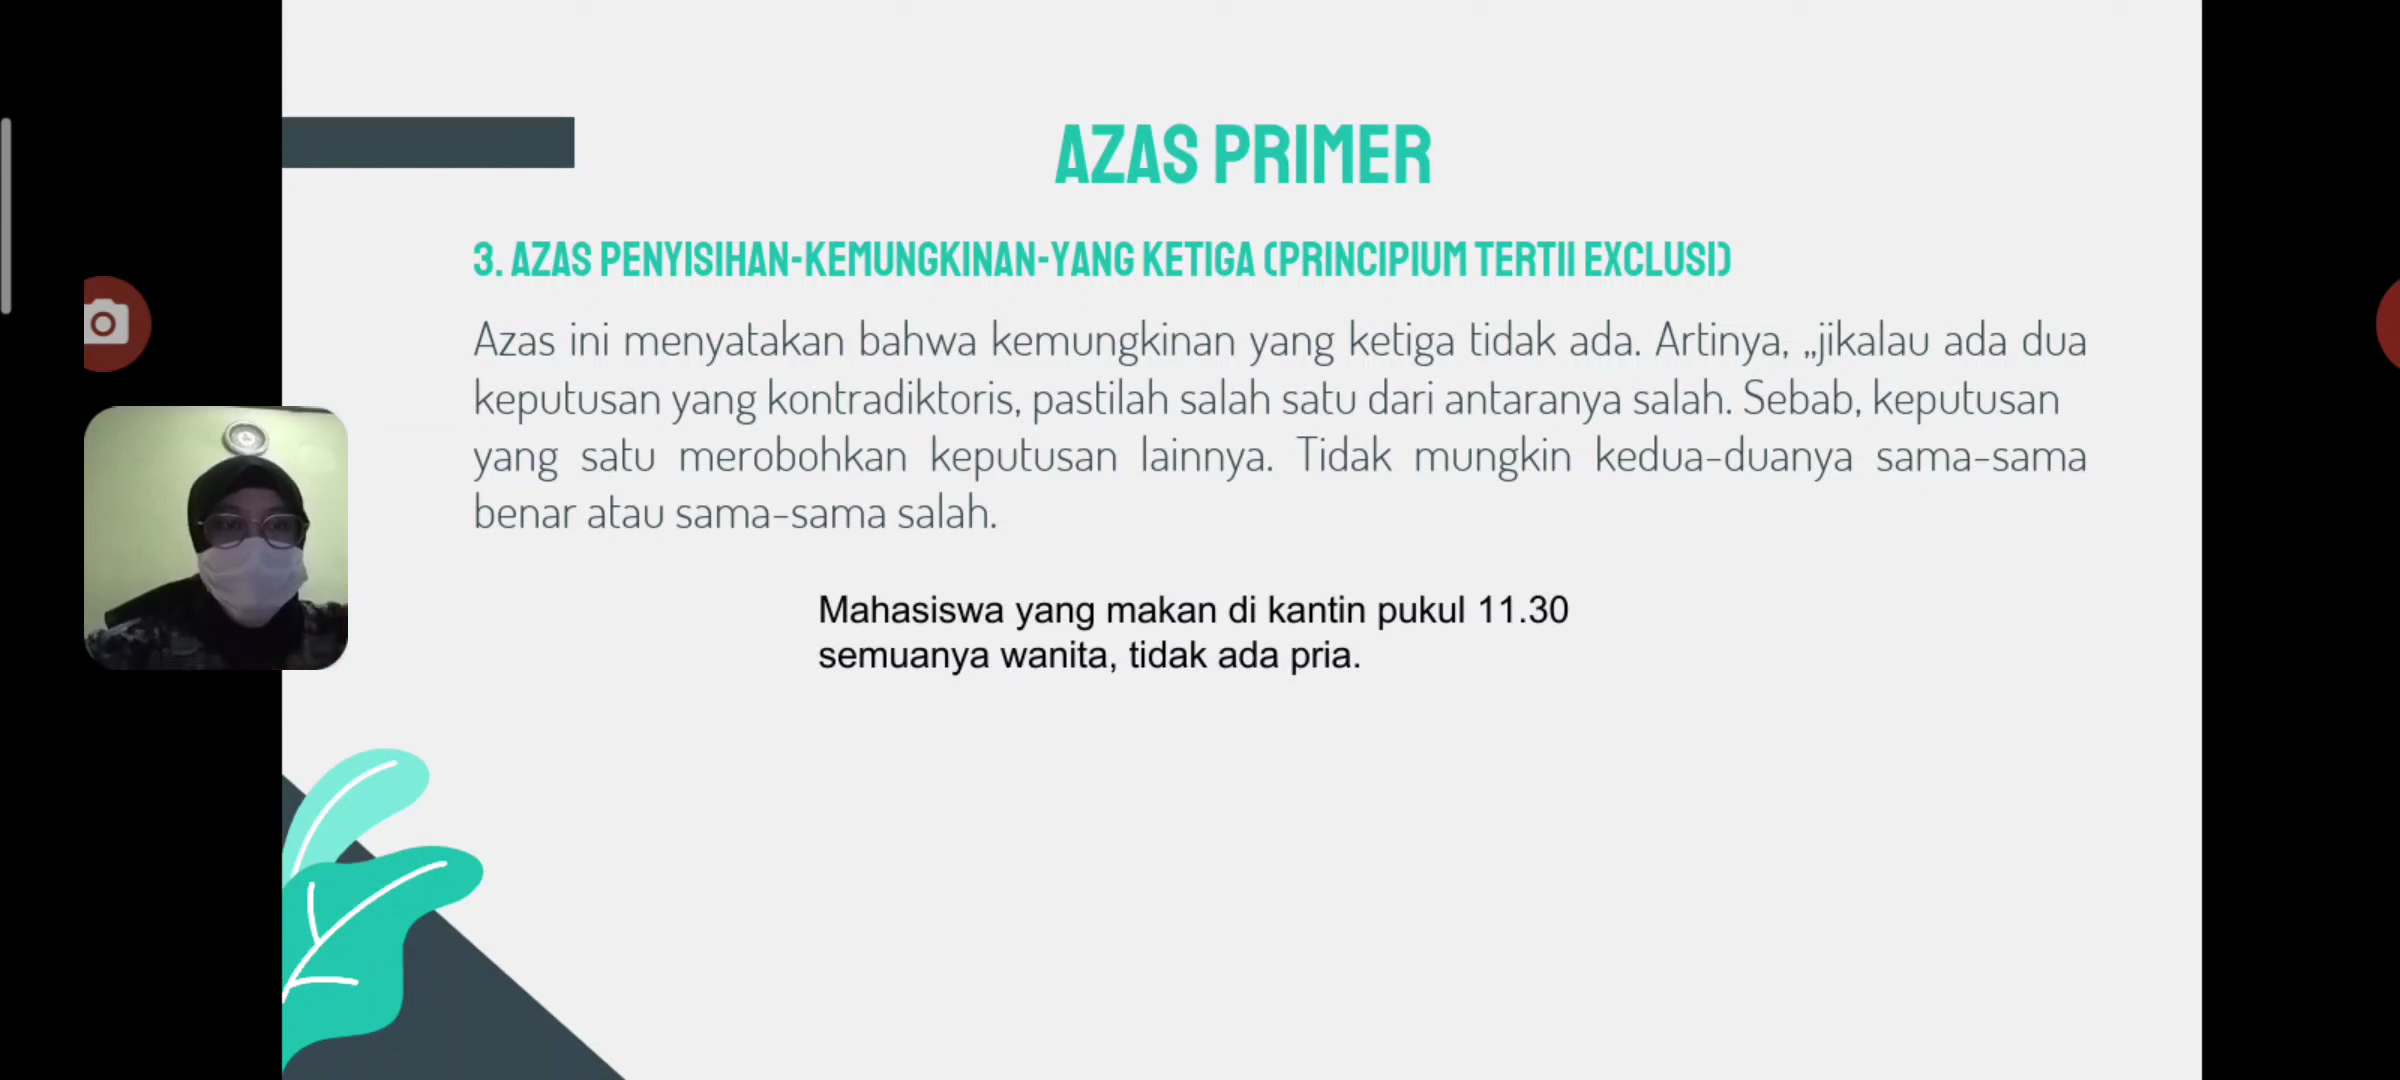 AZAS PRIMER
3. AZAS PENYISIHAN-KEMUNGKINAN-YANG KETIGA (PRINCIPIUM TERTII EXCLUSI)
Azas ini menyatakan bahwa kemungkinan yang ketiga tidak ada. Artinya, „jikalau ada dua
keputusan yang kontradiktoris, pastilah salah satu dari antaranya salah. Sebab, keputusan
yang satu merobohkan keputusan lainnya. Tidak mungkin kedua-duanya sama-sama
benar atau sama-sama salah.
Mahasiswa yang makan di kantin pukul 11.30
semuanya wanita, tidak ada pria.